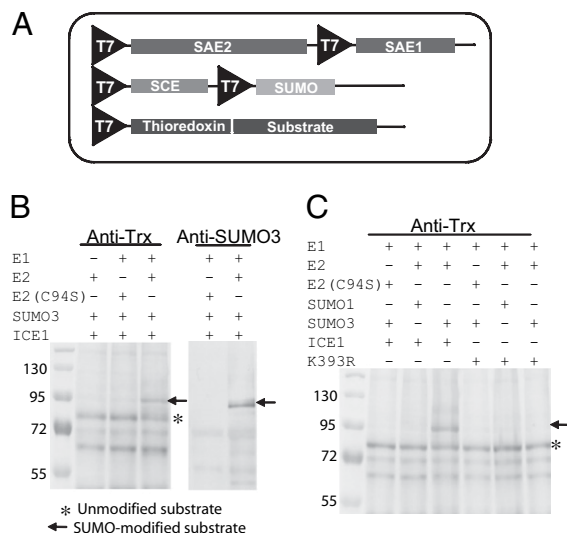 A
T7 SAE2 T7 SAE1
T7 SCE T7 SUMO
T7 Thioredoxin Substrate
B
Anti-Trx Anti-SUMO3
E1 – + + + +
E2 + – + – +
E2(C94S) – + – + –
SUMO3 + + + + +
ICE1 + + + + +
130
95
72
55
*
* Unmodified substrate
← SUMO-modified substrate
C
Anti-Trx
E1 + + + + + +
E2 – + + – + +
E2(C94S) + – – + – –
SUMO1 – + – – + –
SUMO3 + – + + – +
ICE1 + + + – – –
K393R – – – + + +
130
95
72
55
*